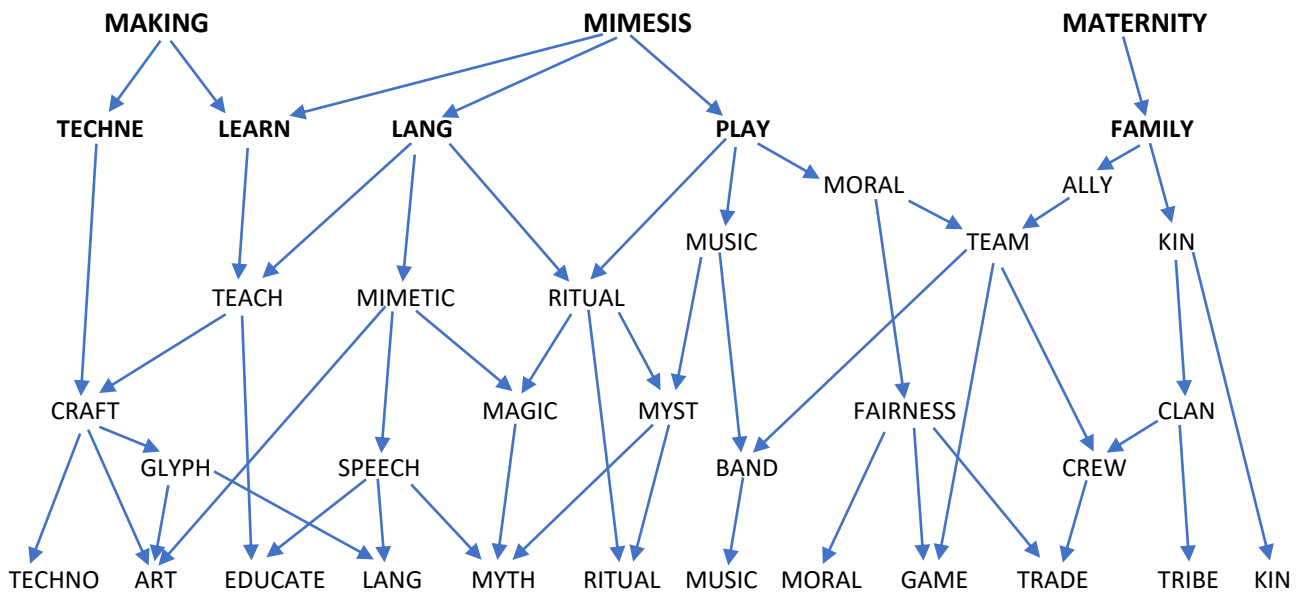 MAKING MIMESIS MATERNITY
TECHNE LEARN LANG PLAY FAMILY
MORAL ALLY
MUSIC TEAM KIN
TEACH MIMETIC RITUAL
CRAFT MAGIC MYST FAIRNESS CLAN
GLYPH SPEECH BAND CREW
TECHNO ART EDUCATE LANG MYTH RITUAL MUSIC MORAL GAME TRADE TRIBE KIN